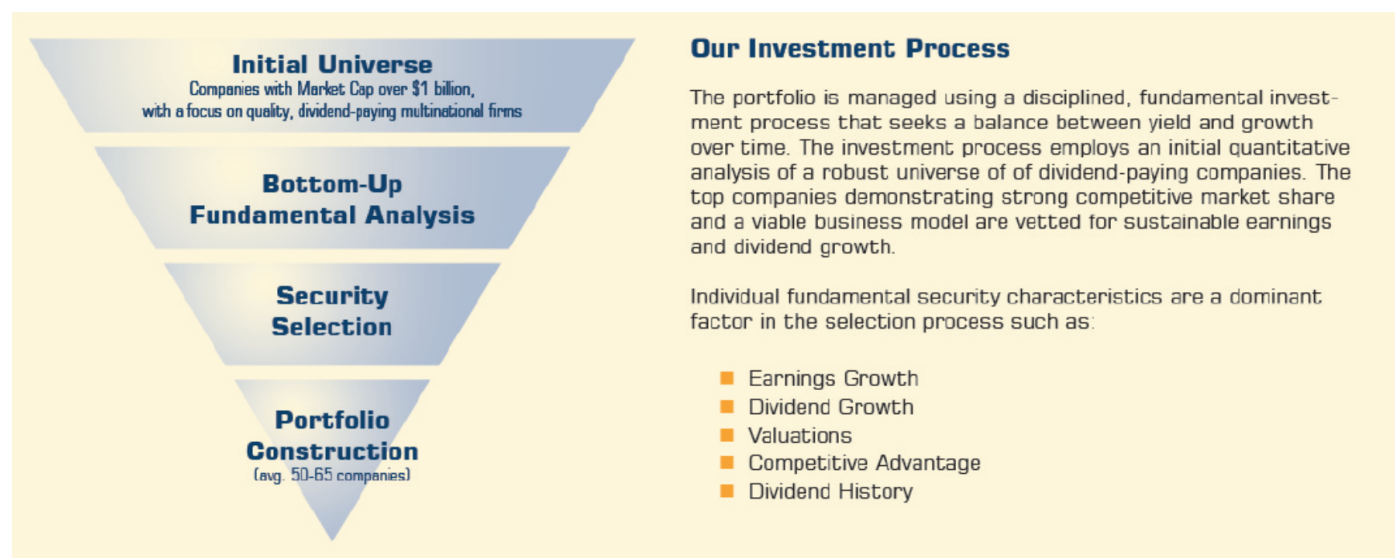 Initial Universe
Companies with Market Cap over $1 billion,
with a focus on quality, dividend-paying multinational firms
Bottom-Up
Fundamental Analysis
Security
Selection
Portfolio
Construction
(avg. 50-65 companies)
Our Investment Process
The portfolio is managed using a disciplined, fundamental invest-
ment process that seeks a balance between yield and growth
over time. The investment process employs an initial quantitative
analysis of a robust universe of of dividend-paying companies. The
top companies demonstrating strong competitive market share
and a viable business model are vetted for sustainable earnings
and dividend growth.
Individual fundamental security characteristics are a dominant
factor in the selection process such as:
Earnings Growth
Dividend Growth
Valuations
Competitive Advantage
Dividend History